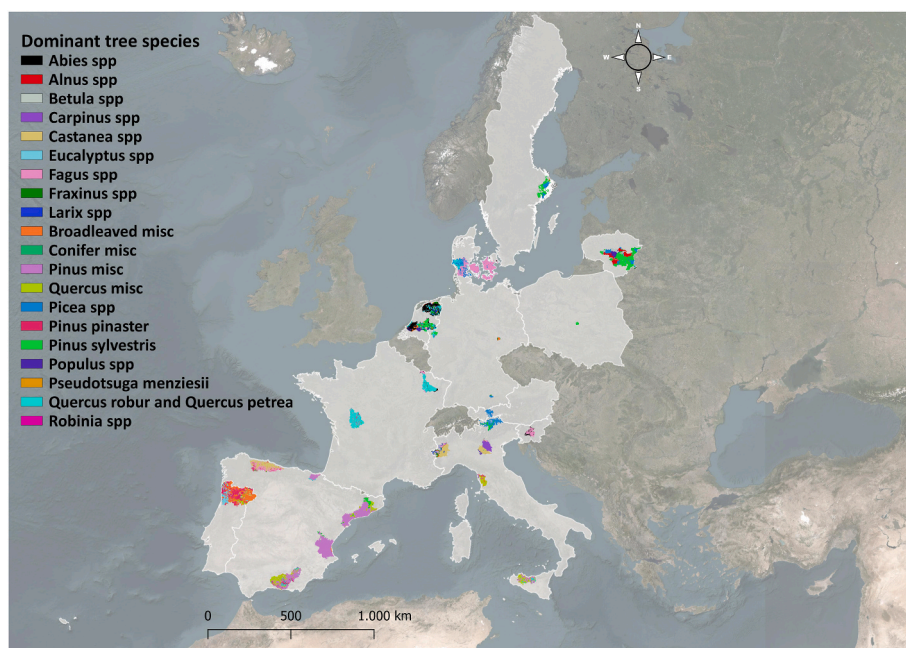 Dominant tree species
Abies spp
Alnus spp
Betula spp
Carpinus spp
Castanea spp
Eucalyptus spp
Fagus spp
Fraxinus spp
Larix spp
Broadleaved misc
Conifer misc
Pinus misc
Quercus misc
Picea spp
Pinus pinaster
Pinus sylvestris
Populus spp
Pseudotsuga menziesii
Quercus robur and Quercus petrea
Robinia spp
N
W E
S
0 500 1.000 km